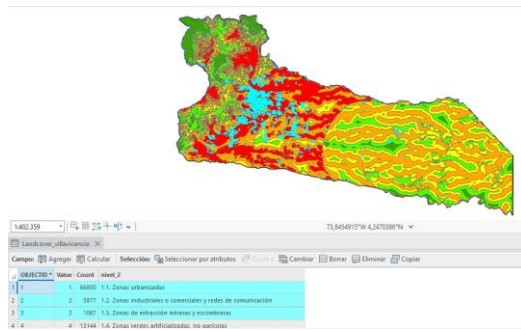 1:402.359
73,8454915°W 4,2470386°N
Landcover_villavicencio
Campo: Agregar Calcular Selección: Seleccionar por atributos Cambiar Borrar Eliminar Copiar
OBJECTID * Value Count nivel_2
1 1 1 66850 1.1. Zonas urbanizadas
2 2 2 5877 1.2. Zonas industriales o comerciales y redes de comunicación
3 3 3 1067 1.3. Zonas de extracción mineras y escombreras
4 4 4 13144 1.4. Zonas verdes artificializadas, no agrícolas